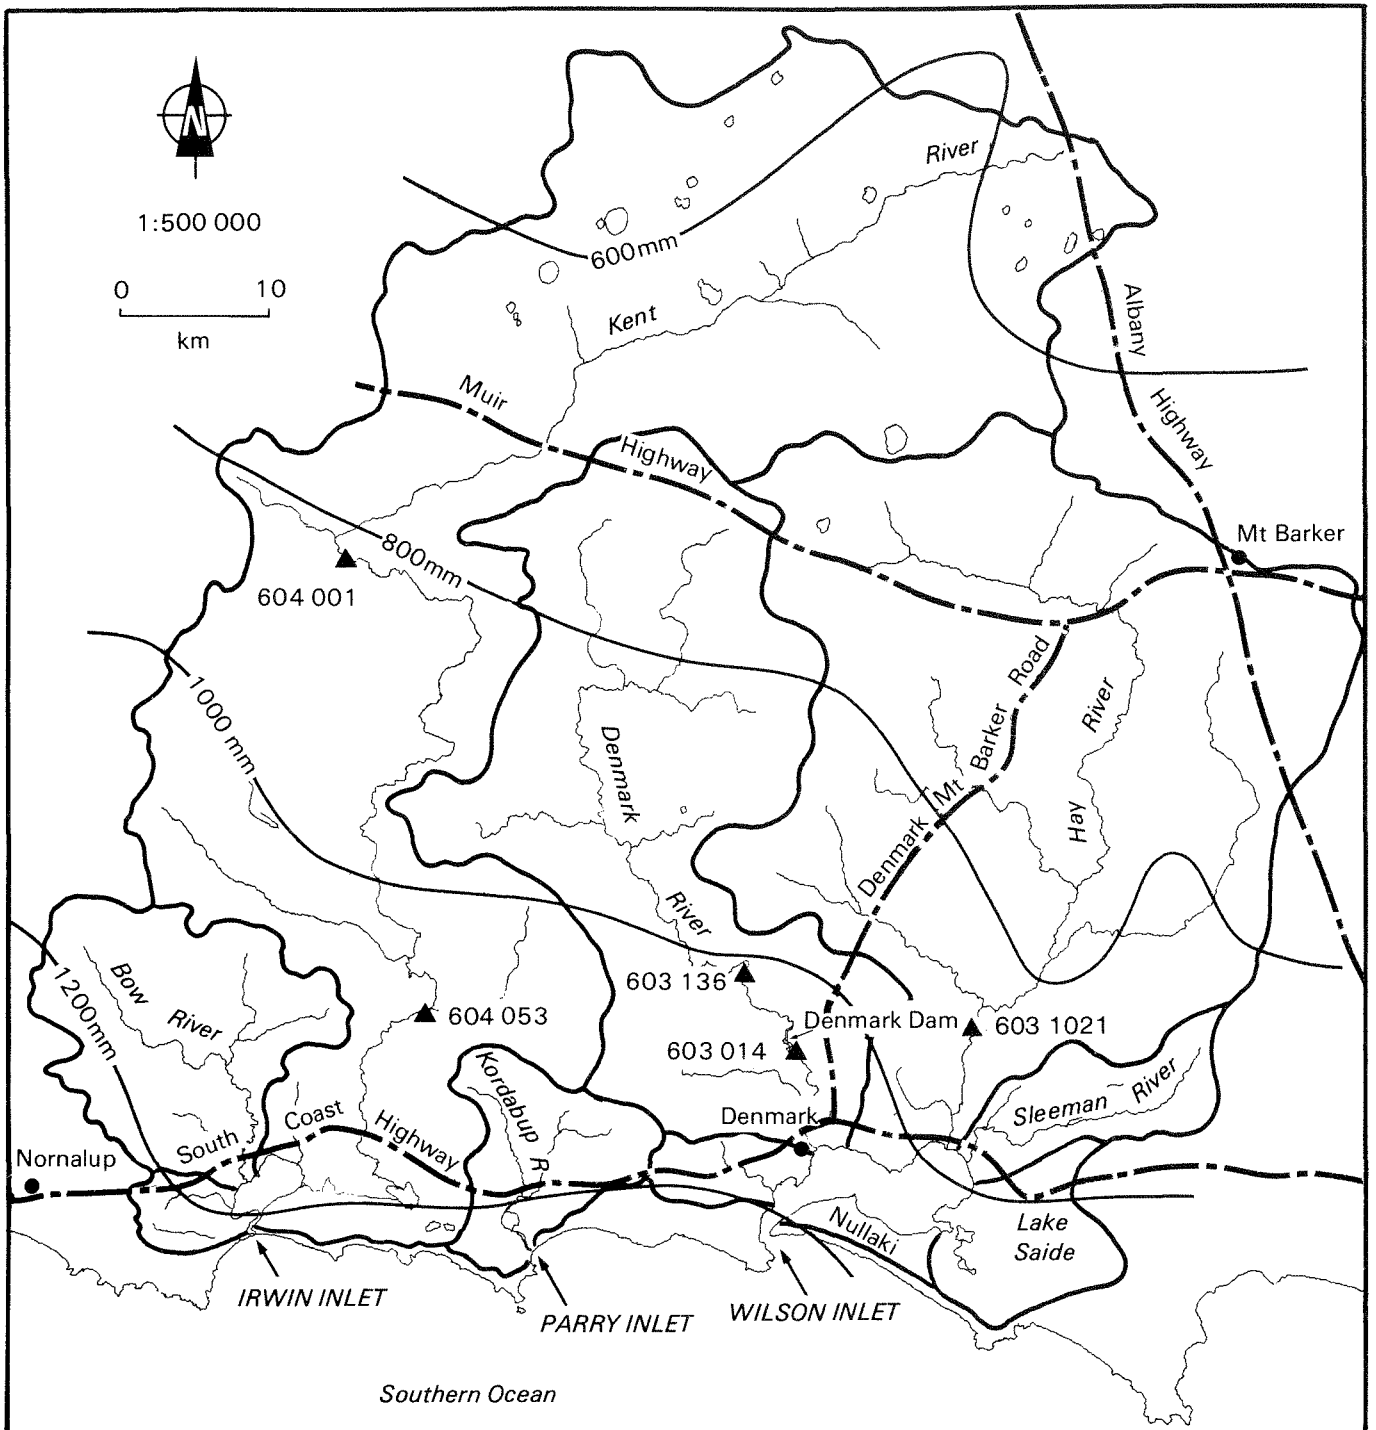 N
1:500 000
0 10
km
River
600mm
Kent
Albany
Highway
Muir
Highway
Mt Barker
800mm
604 001
1000 mm
Denmark
River
Denmark
Mt
Barker
Road
Hay
River
1200mm
Bow
River
603 136
604 053
Denmark Dam
603 1021
603 014
Kordabup R
Sleeman River
Denmark
South
Coast
Highway
Nornalup
Nullaki
Lake
Saide
IRWIN INLET
PARRY INLET
WILSON INLET
Southern Ocean